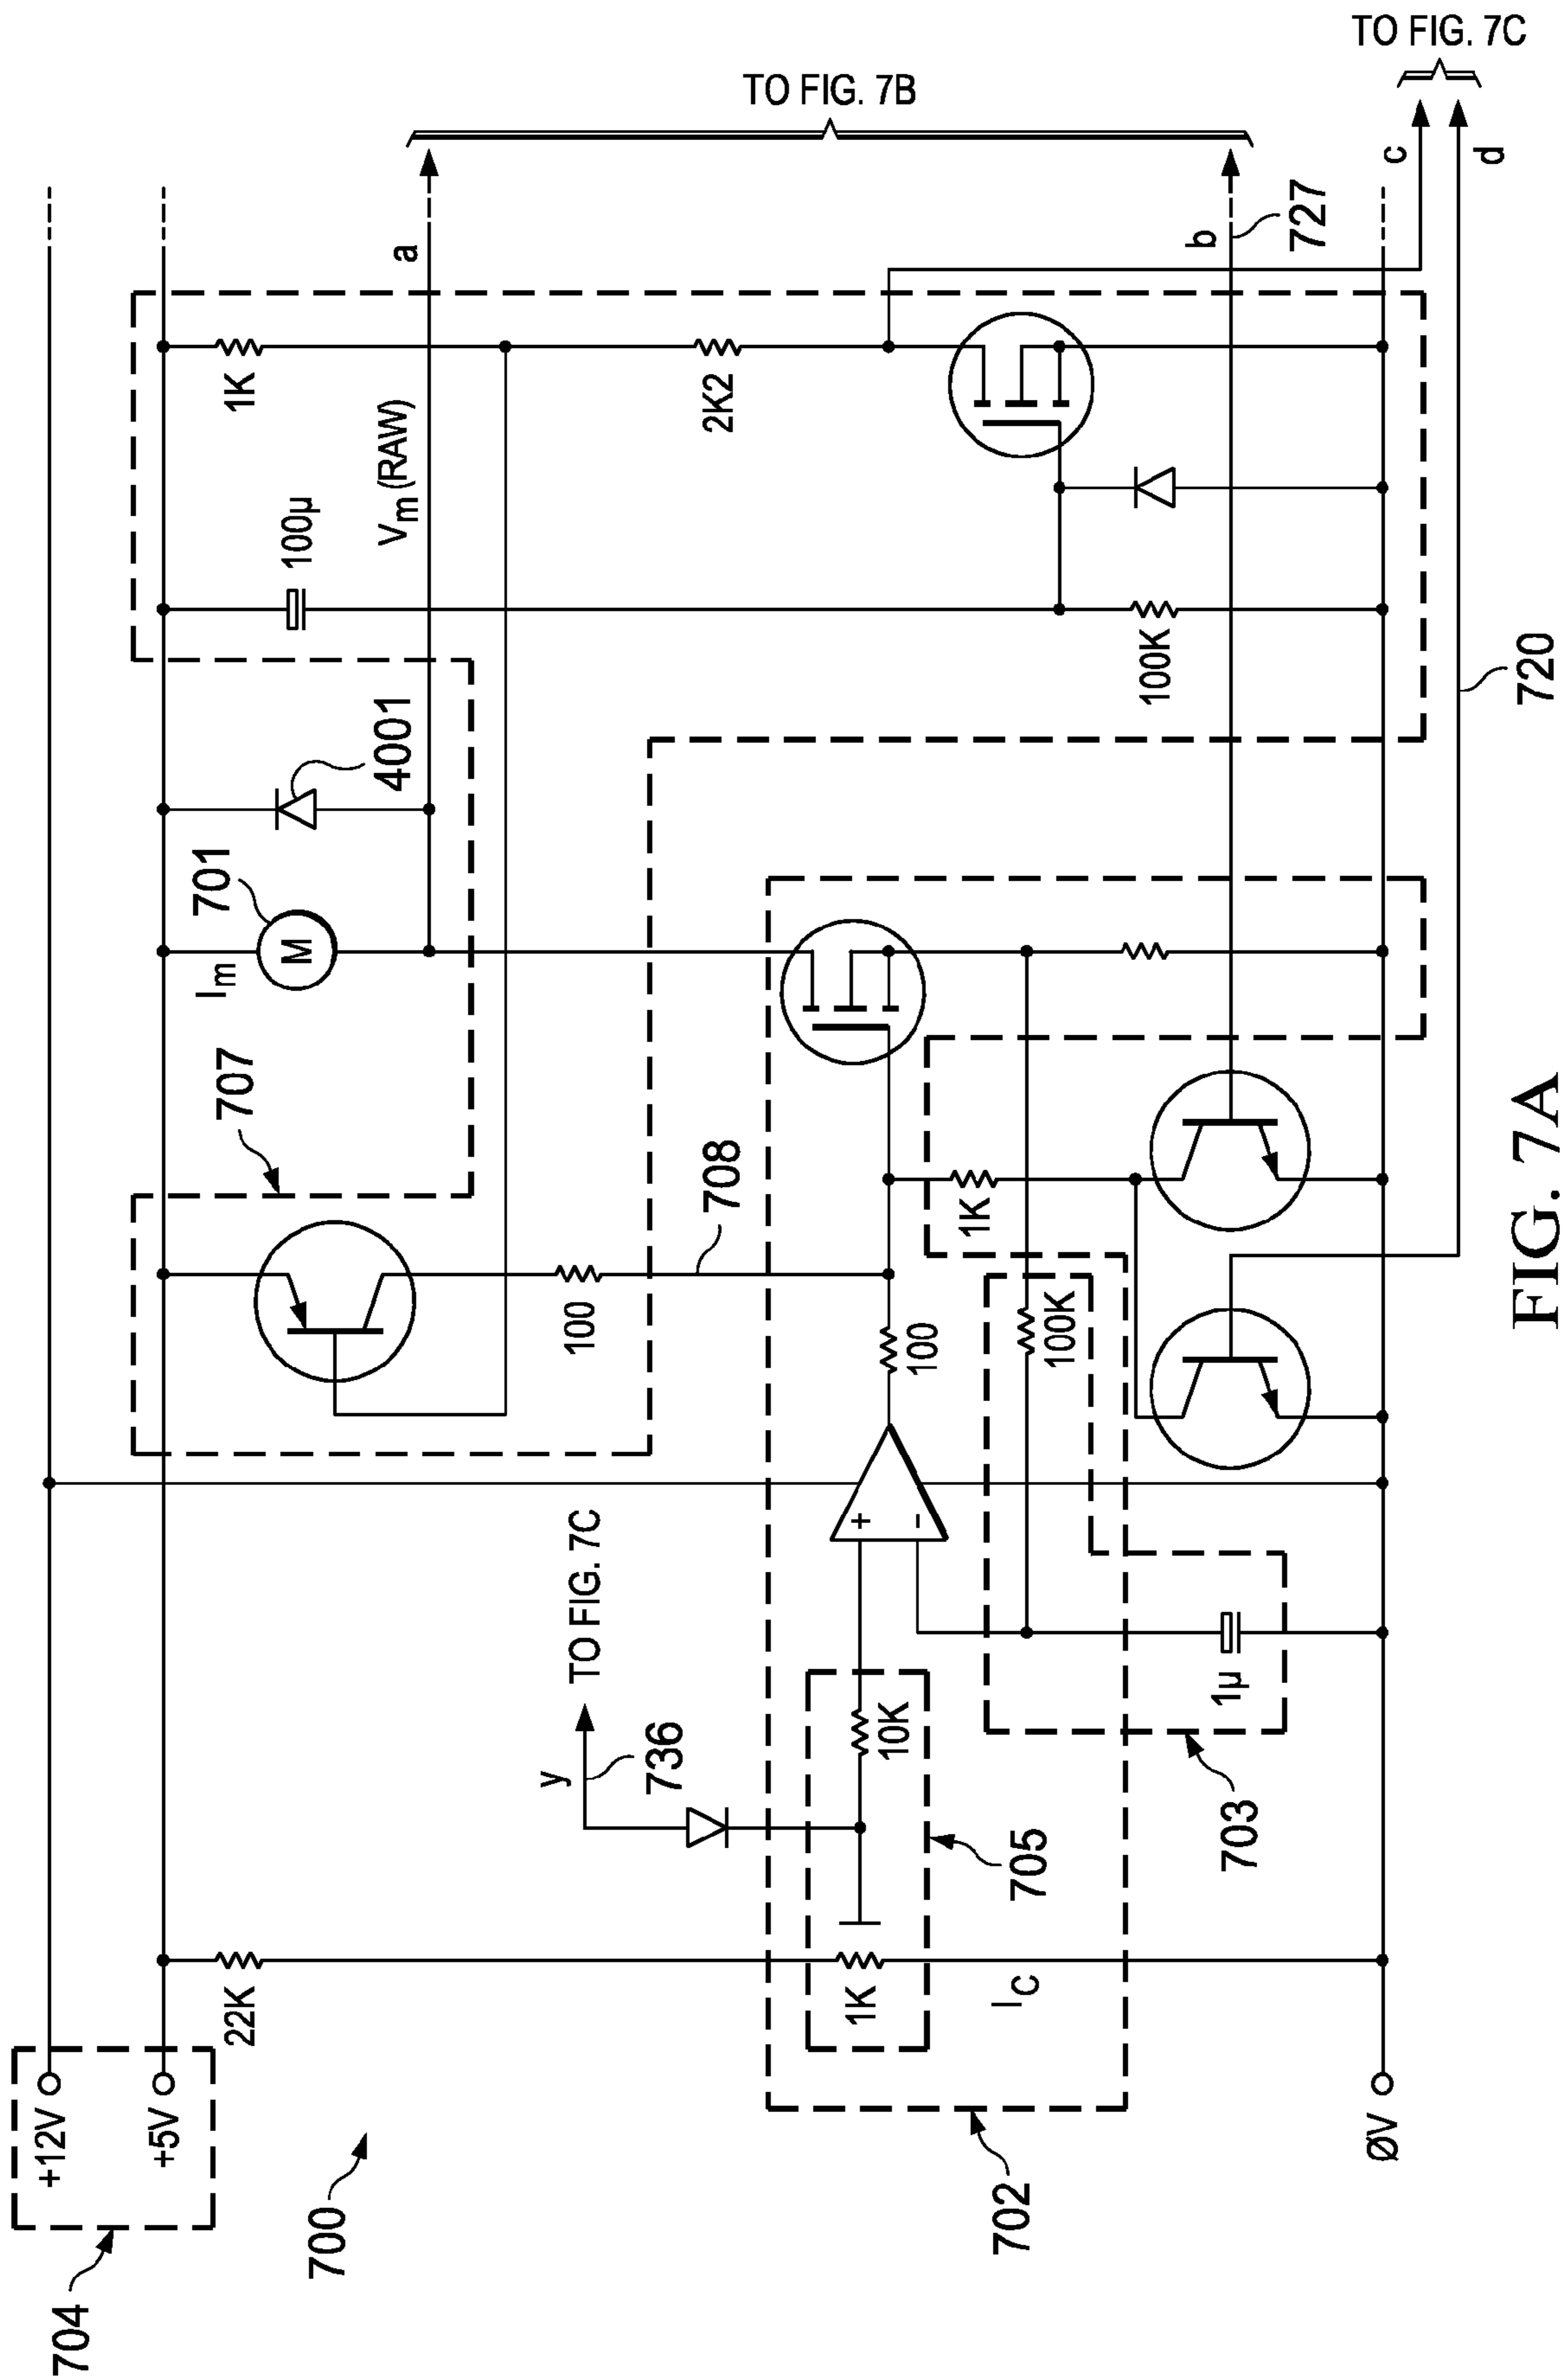 TO FIG. 7C
TO FIG. 7B
c
d
a
b
727
1K
2K2
Vm (RAW)
100µ
100K
720
4001
701
M
Im
707
708
1K
100
100
100K
+
-
TO FIG. 7C
y
736
10K
1µ
703
705
1K
IC
22K
+12V
+5V
ØV
700
702
704
FIG. 7A